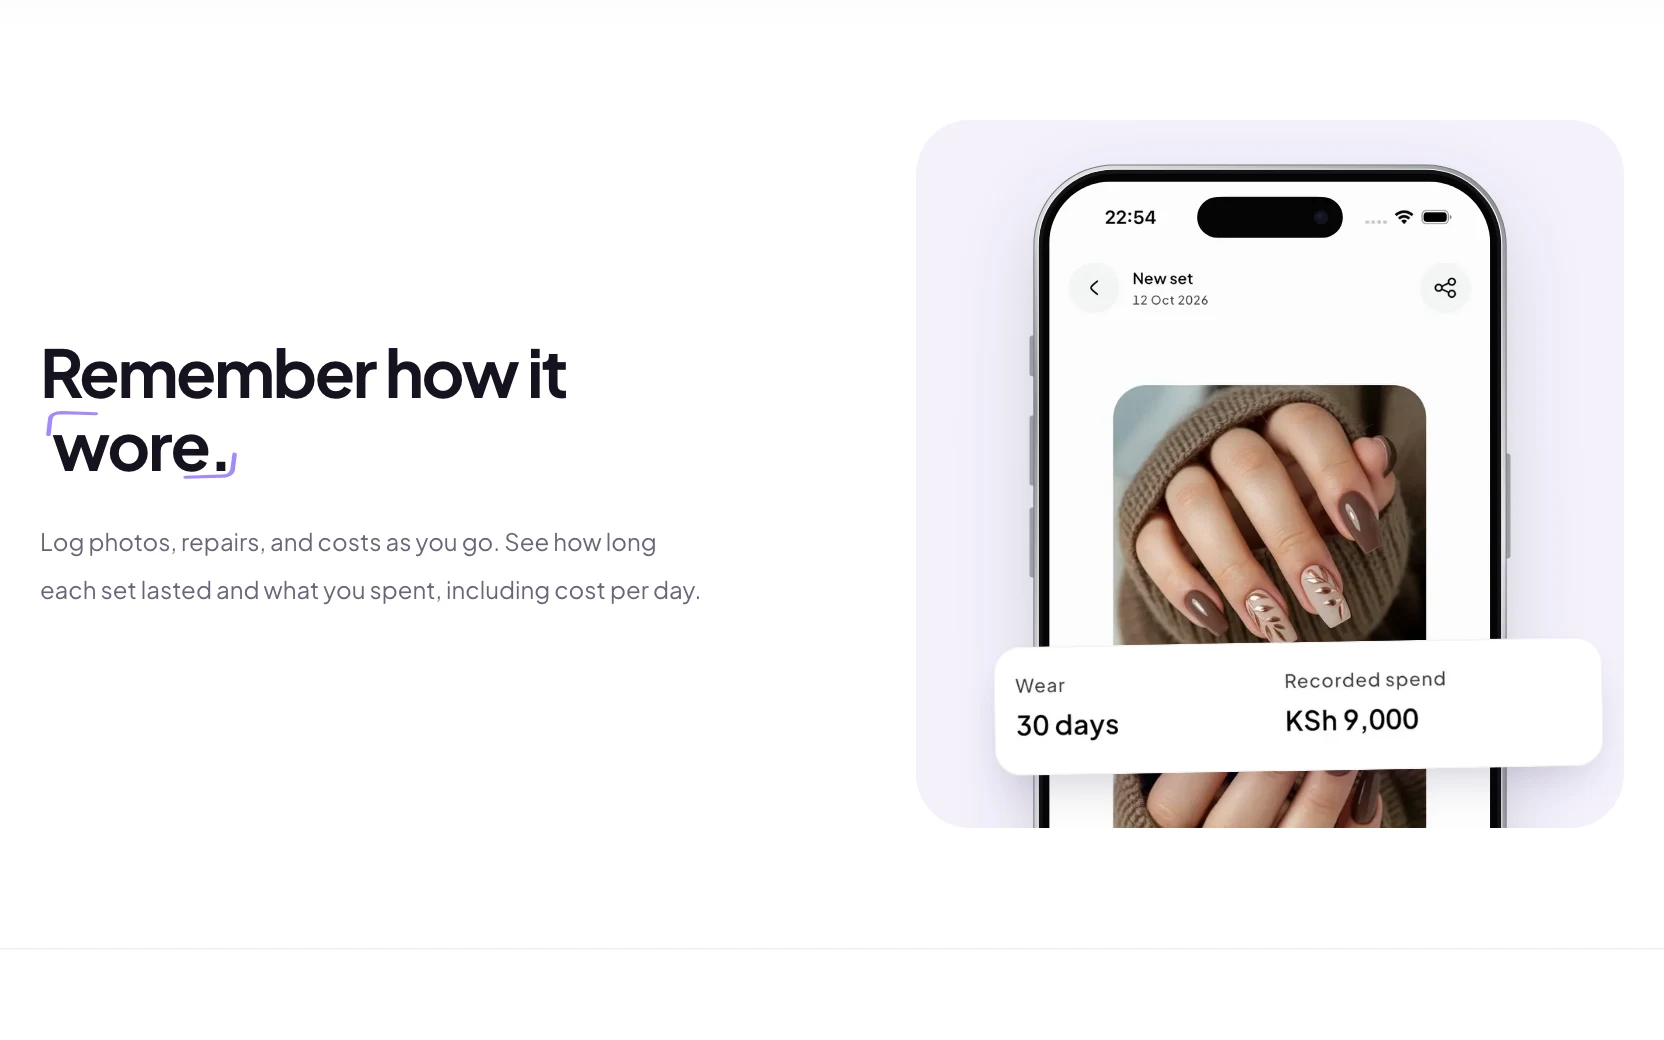 Remember how it
wore.
Log photos, repairs, and costs as you go. See how long
each set lasted and what you spent, including cost per day.
22:54
New set
12 Oct 2026
Wear
30 days
Recorded spend
KSh 9,000